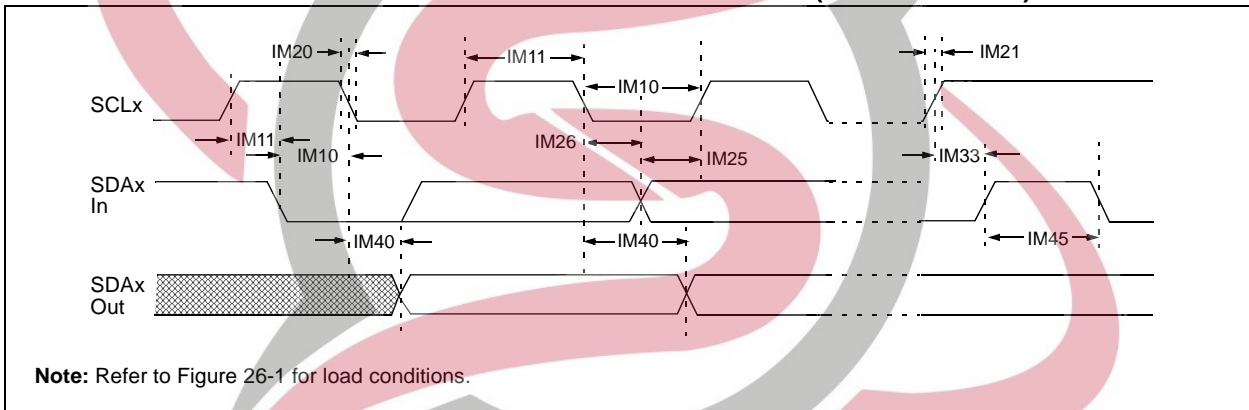 IM20
IM11
IM21
SCLx
IM10
IM11
IM10
IM26
IM25
IM33
SDAx
In
IM40
IM40
IM45
SDAx
Out
Note: Refer to Figure 26-1 for load conditions.